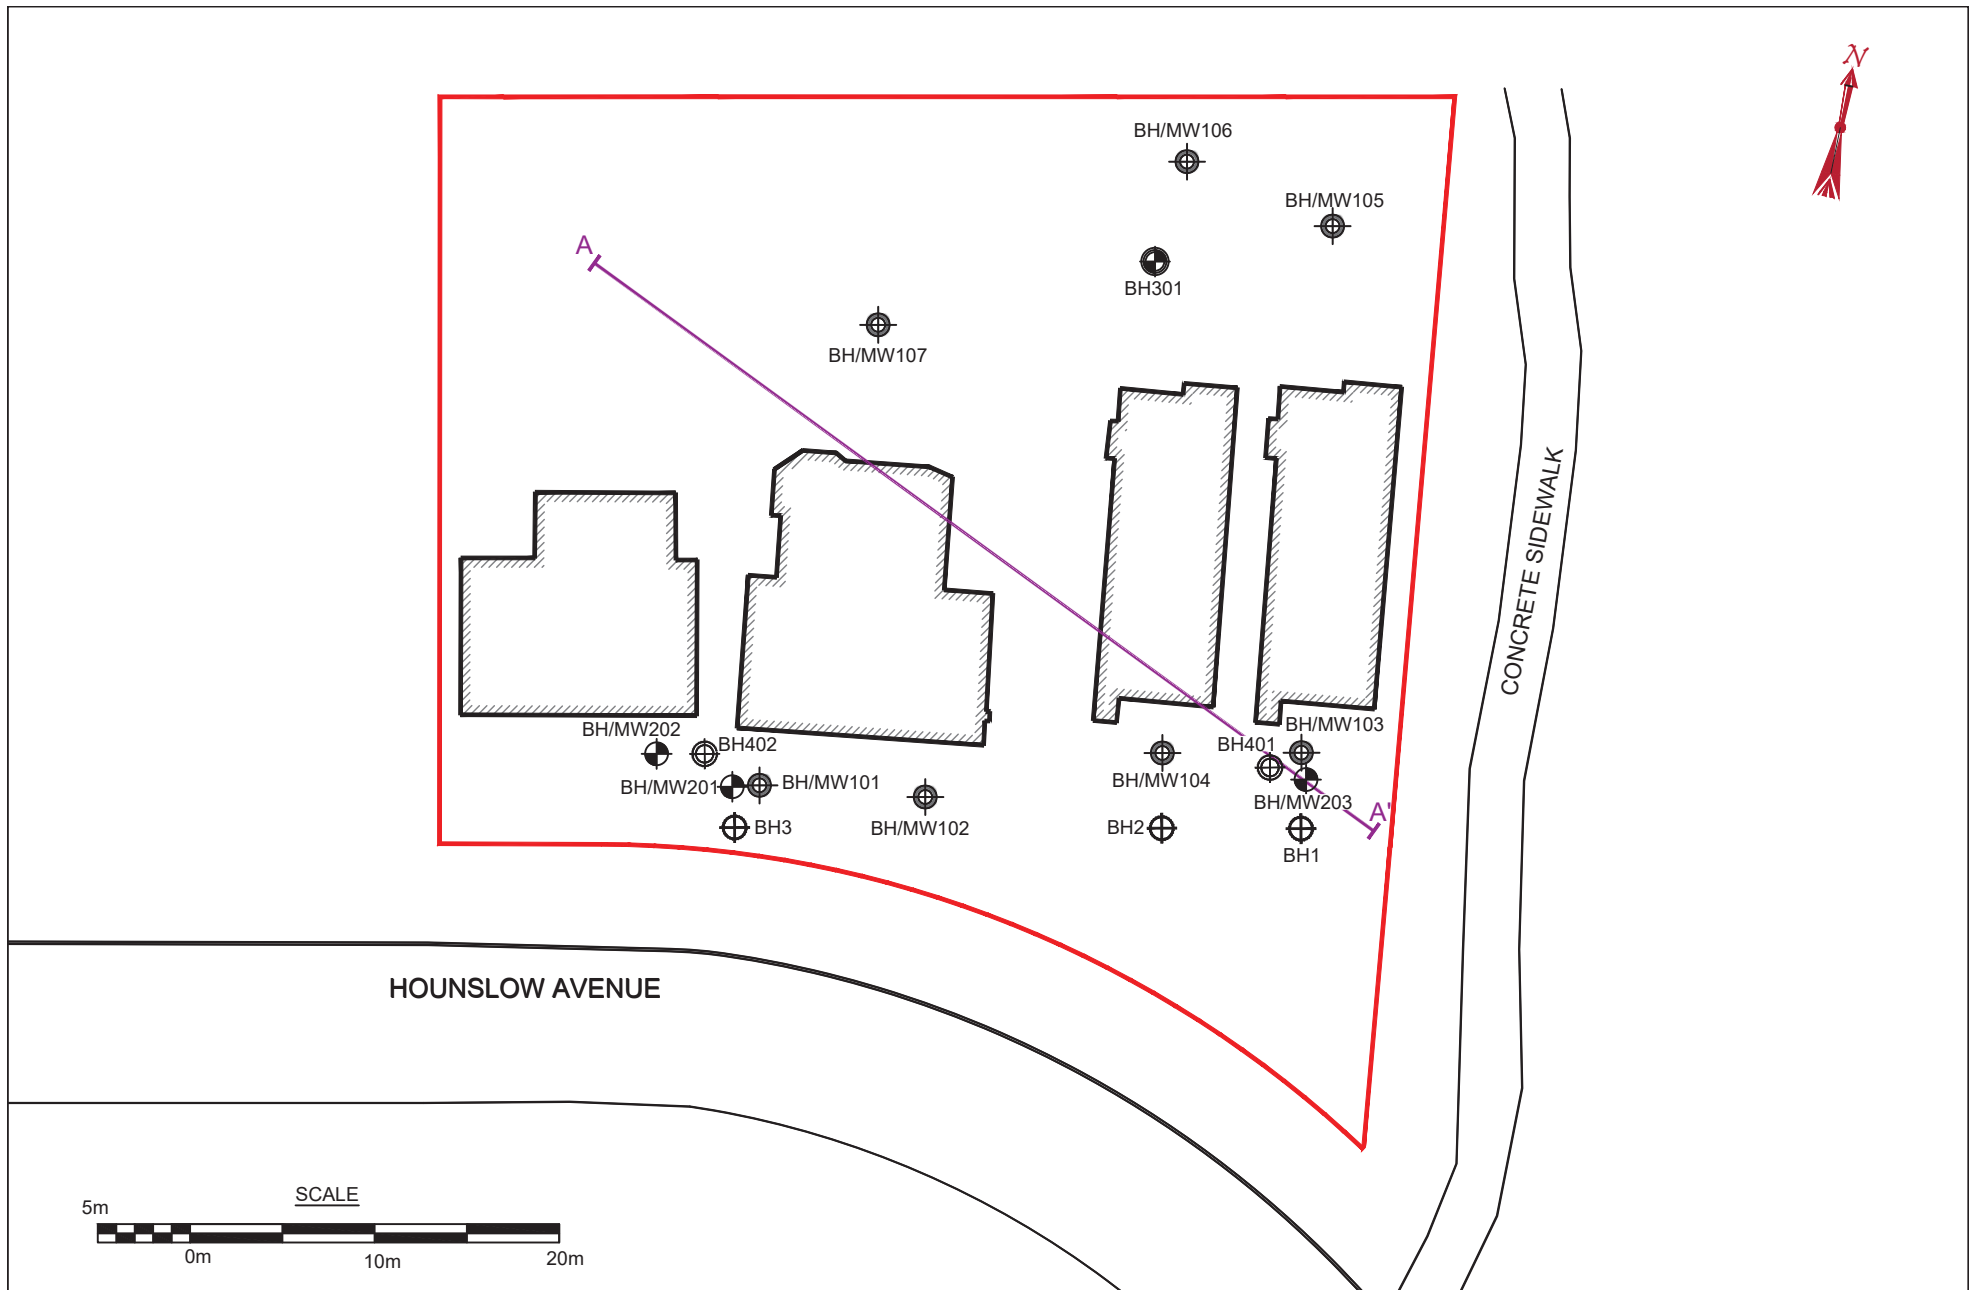 N
BH/MW106
BH/MW105
A
BH301
BH/MW107
CONCRETE SIDEWALK
BH/MW202
BH402
BH401
BH/MW103
BH/MW201
BH/MW101
BH/MW104
BH/MW203
A'
BH3
BH/MW102
BH2
BH1
HOUNSLOW AVENUE
SCALE
5m
0m
10m
20m